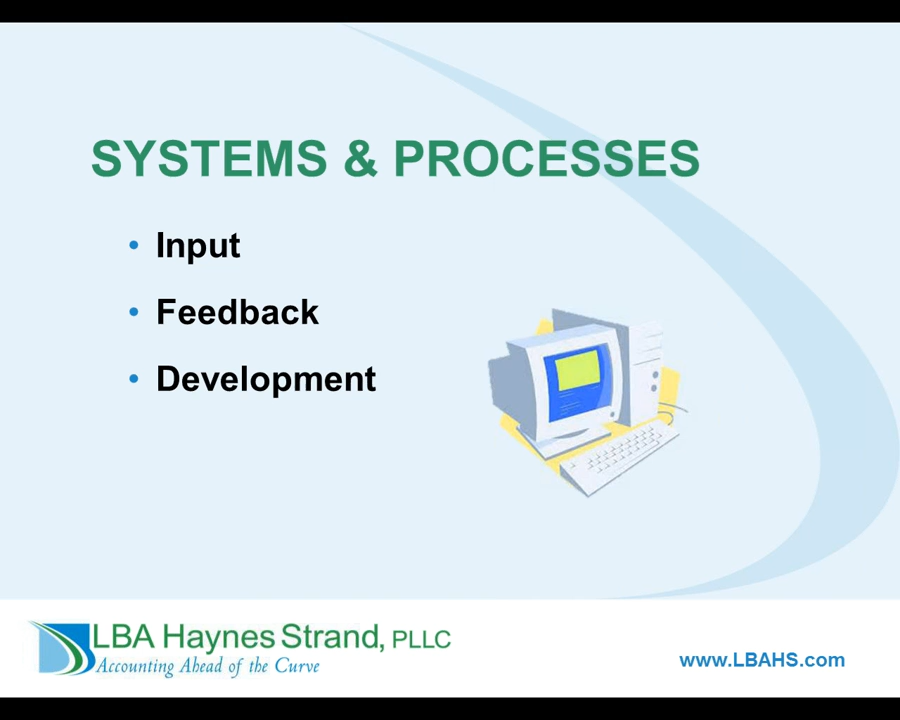 SYSTEMS & PROCESSES
• Input
• Feedback
• Development
LBA Haynes Strand, PLLC
Accounting Ahead of the Curve
www.LBAHS.com